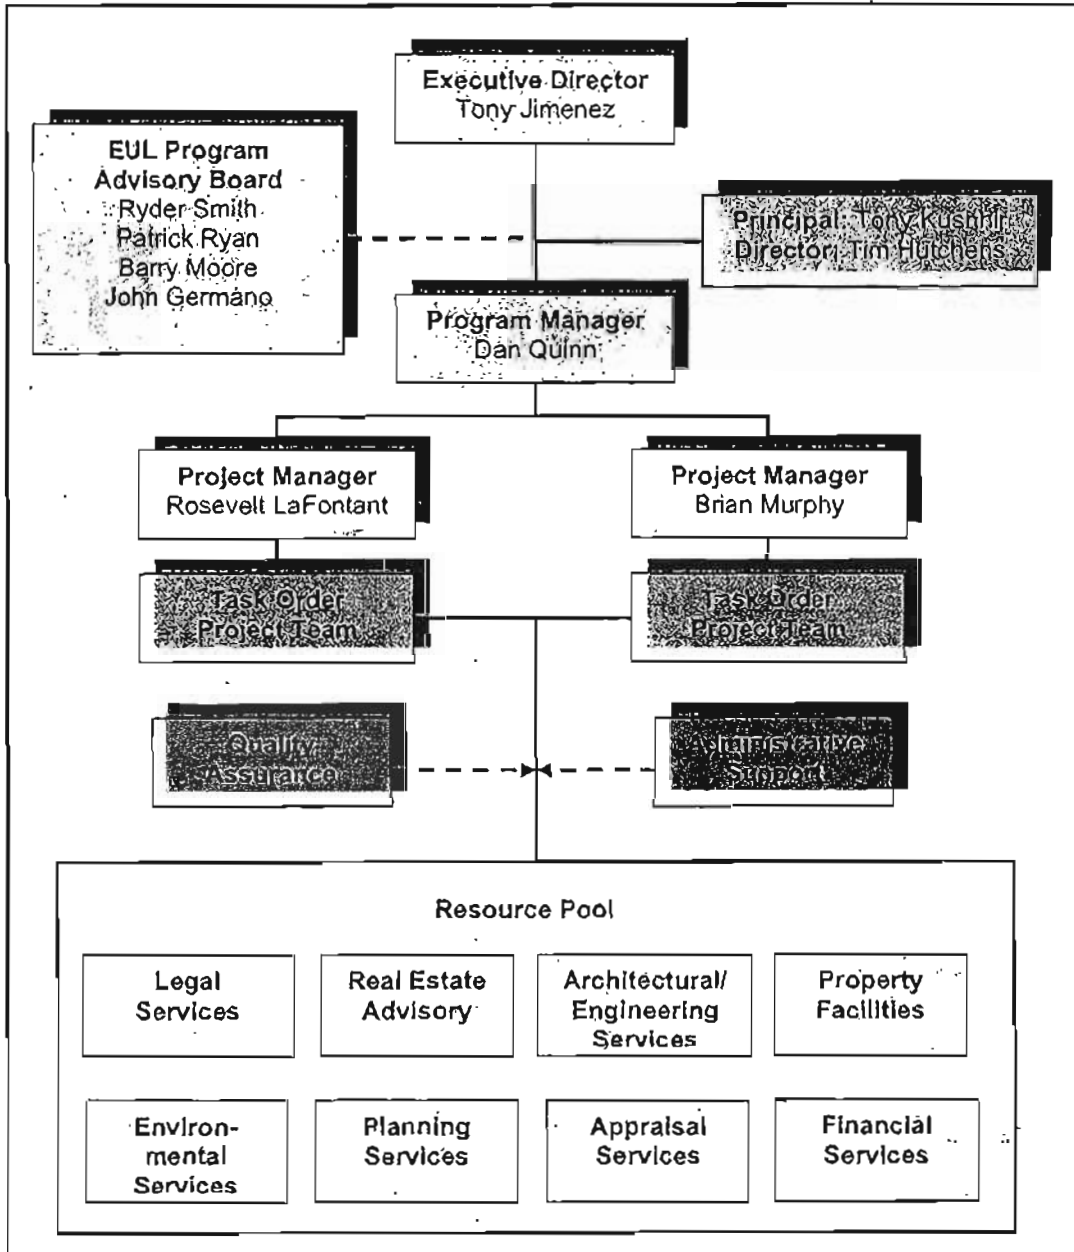 Executive Director
Tony Jimenez
EUL Program
Advisory Board
Ryder Smith
Patrick Ryan
Barry Moore
John Germano
Principal: Tony
Director: Tim Hutchens
Program Manager
Dan Quinn
Project Manager
Rosevelt LaFontant
Project Manager
Brian Murphy
Task Order
Project Team
Task Order
Project Team
Quality
Assurance
Administrative
Support
Resource Pool
Legal
Services
Real Estate
Advisory
Architectural/
Engineering
Services
Property
Facilities
Environ-
mental
Services
Planning
Services
Appraisal
Services
Financial
Services